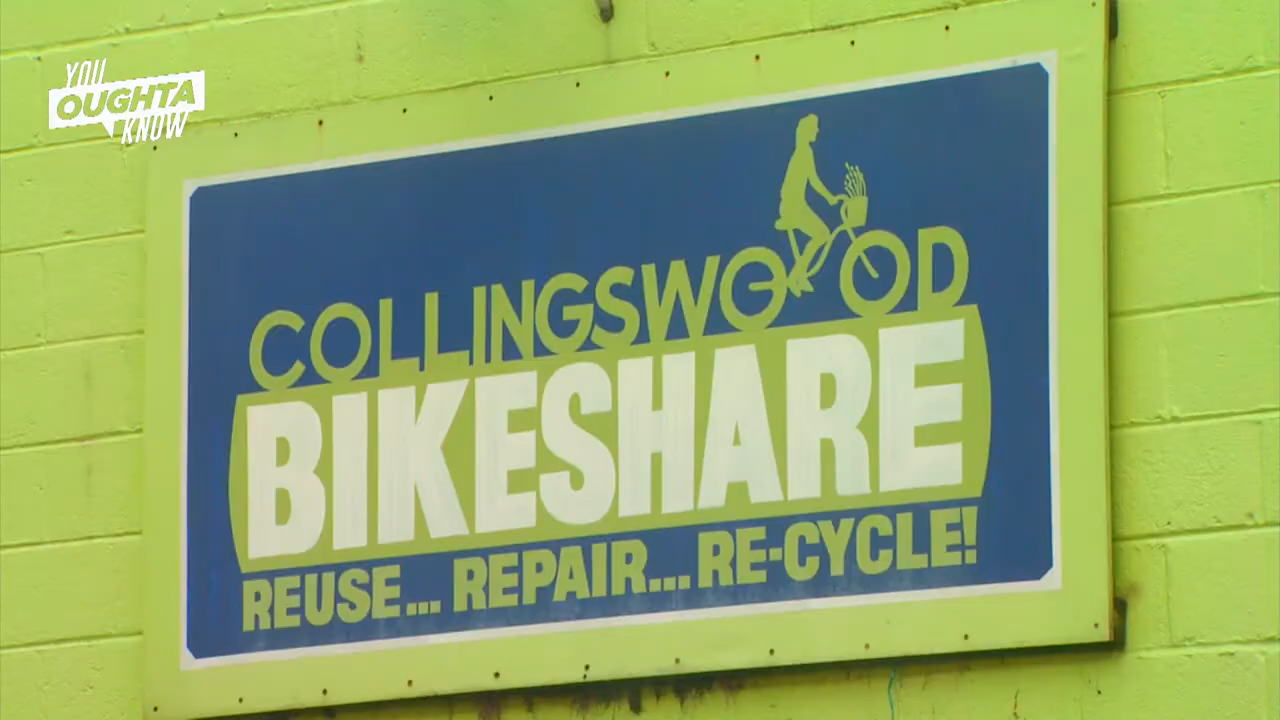 YOU
OUGHTA
KNOW
COLLINGSWOOD
BIKESHARE
REUSE... REPAIR... RE-CYCLE!